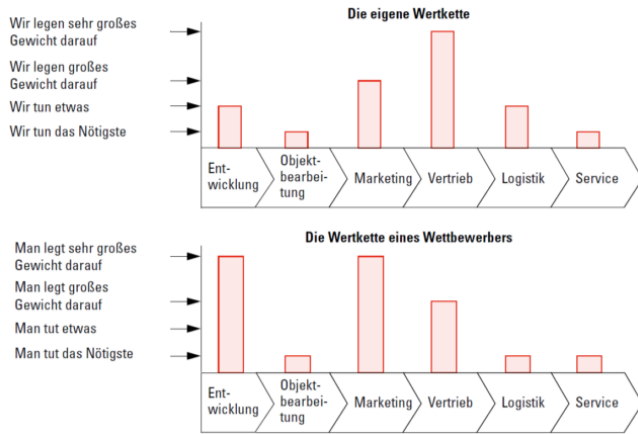 Die eigene Wertkette
Wir legen sehr großes
Gewicht darauf
Wir legen großes
Gewicht darauf
Wir tun etwas
Wir tun das Nötigste
Ent-
wicklung
Objekt-
bearbei-
tung
Marketing
Vertrieb
Logistik
Service
Die Wertkette eines Wettbewerbers
Man legt sehr großes
Gewicht darauf
Man legt großes
Gewicht darauf
Man tut etwas
Man tut das Nötigste
Ent-
wicklung
Objekt-
bearbei-
tung
Marketing
Vertrieb
Logistik
Service